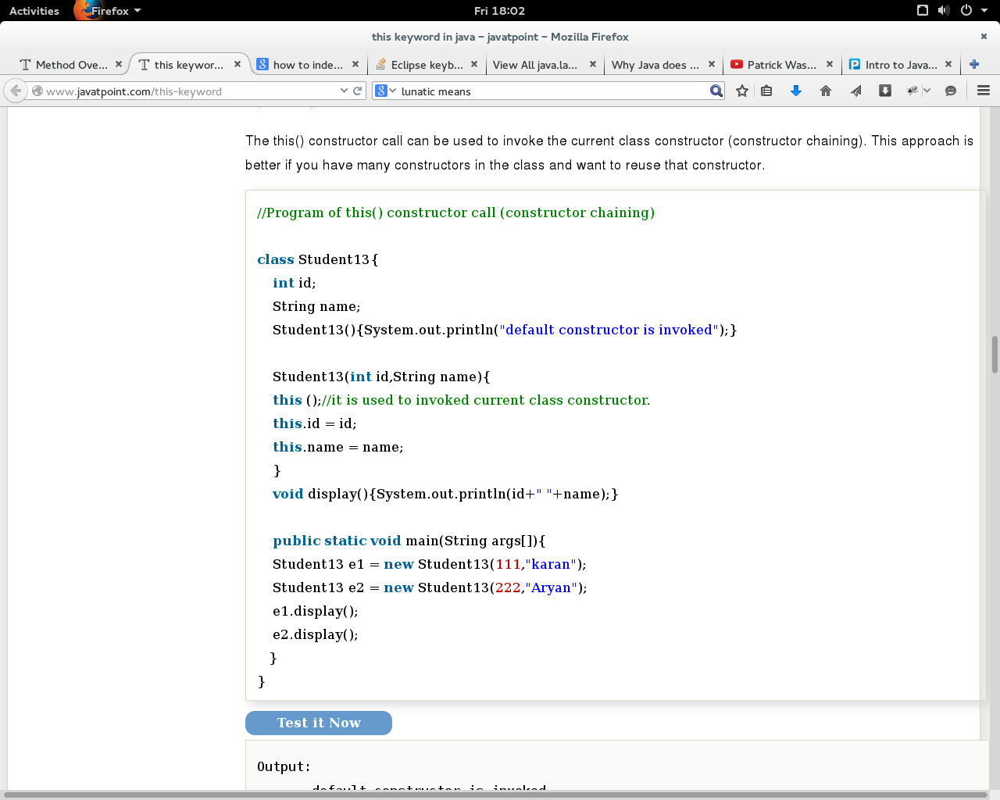 Activities Firefox Fri 18:02
this keyword in java – javatpoint – Mozilla Firefox
Method Ove... this keywor... how to inde... Eclipse keyb... View All java.la... Why Java does ... Patrick Was... Intro to Java...
www.javatpoint.com/this-keyword lunatic means
The this() constructor call can be used to invoke the current class constructor (constructor chaining). This approach is
better if you have many constructors in the class and want to reuse that constructor.
//Program of this() constructor call (constructor chaining)
class Student13{
int id;
String name;
Student13(){System.out.println("default constructor is invoked");}
Student13(int id,String name){
this ();//it is used to invoked current class constructor.
this.id = id;
this.name = name;
}
void display(){System.out.println(id+" "+name);}
public static void main(String args[]){
Student13 e1 = new Student13(111,"karan");
Student13 e2 = new Student13(222,"Aryan");
e1.display();
e2.display();
}
}
Test it Now
Output:
default constructor is invoked